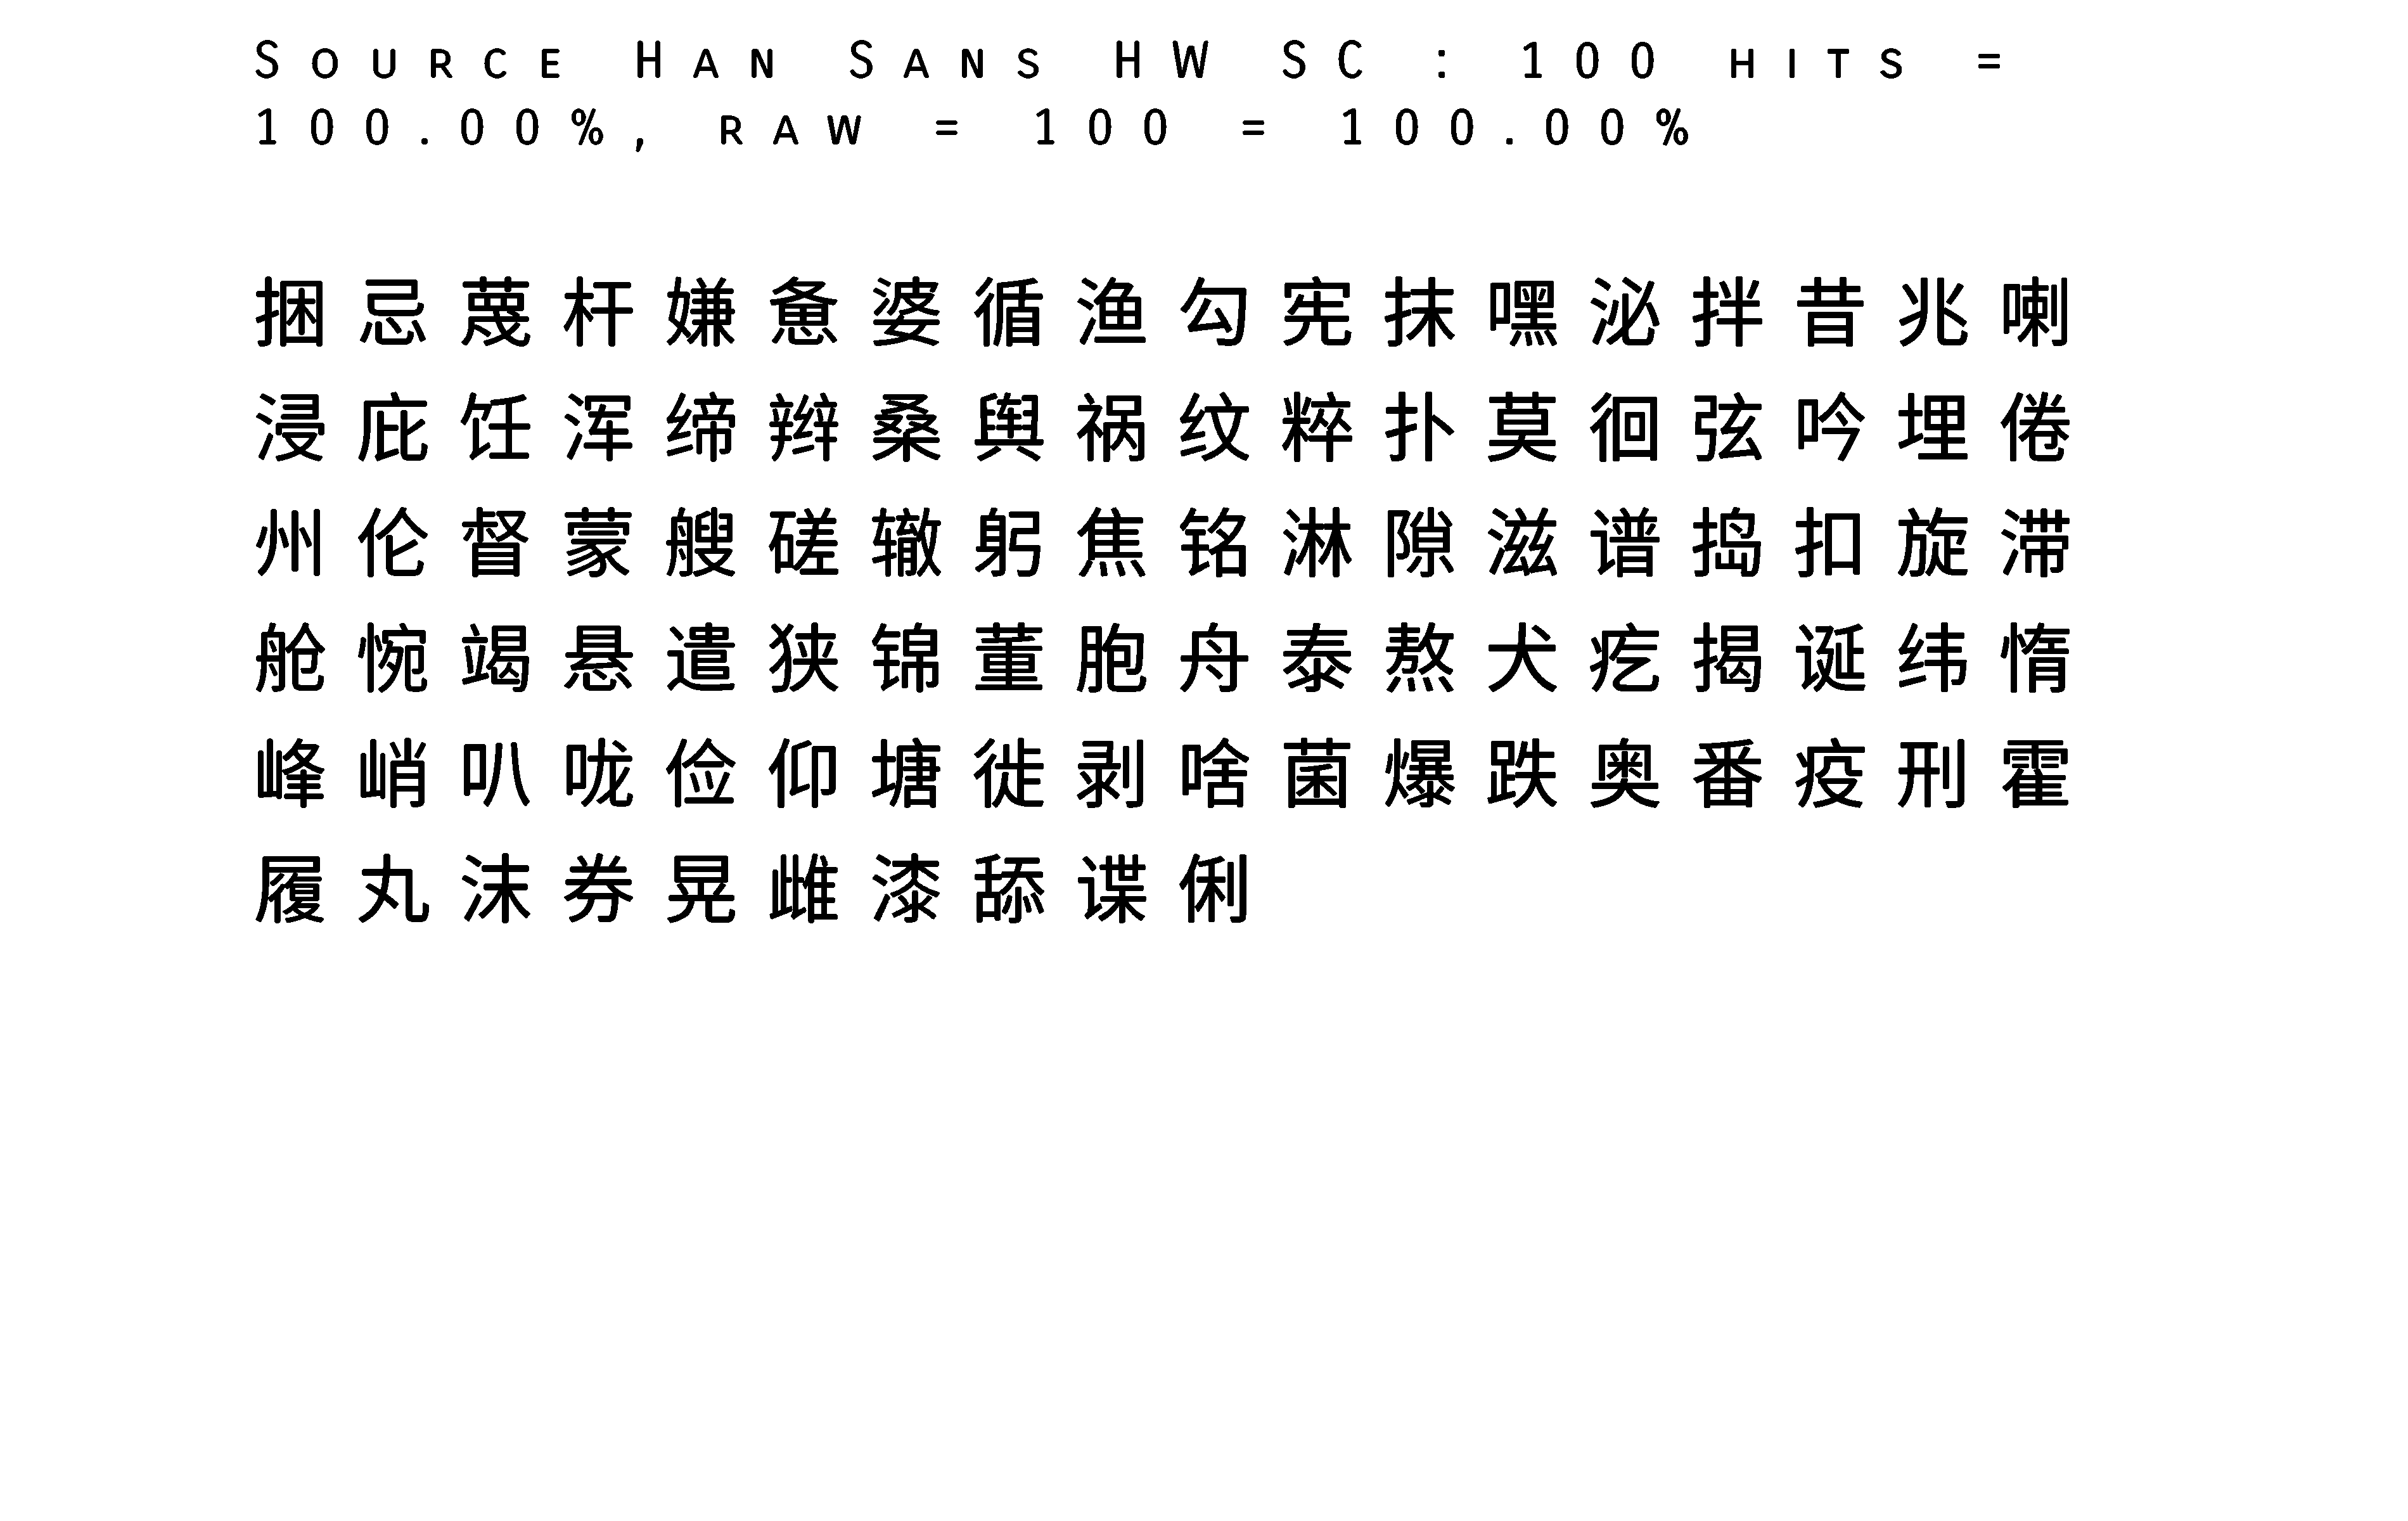 Source Han Sans HW SC : 100 hits =
100.00%, raw = 100 = 100.00%
捆忌蔑杆嫌惫婆循渔勾宪抹嘿泌拌昔兆喇
浸庇饪浑缔辫桑舆祸纹粹扑莫徊弦吟埋倦
州伦督蒙艘磋辙躬焦铭淋隙滋谱捣扣旋滞
舱惋竭悬遣狭锦董胞舟泰熬犬疙揭诞纬惰
峰峭叭咙俭仰塘徙剥啥菌爆跌奥番疫刑霍
履丸沫券晃雌漆舔谍俐